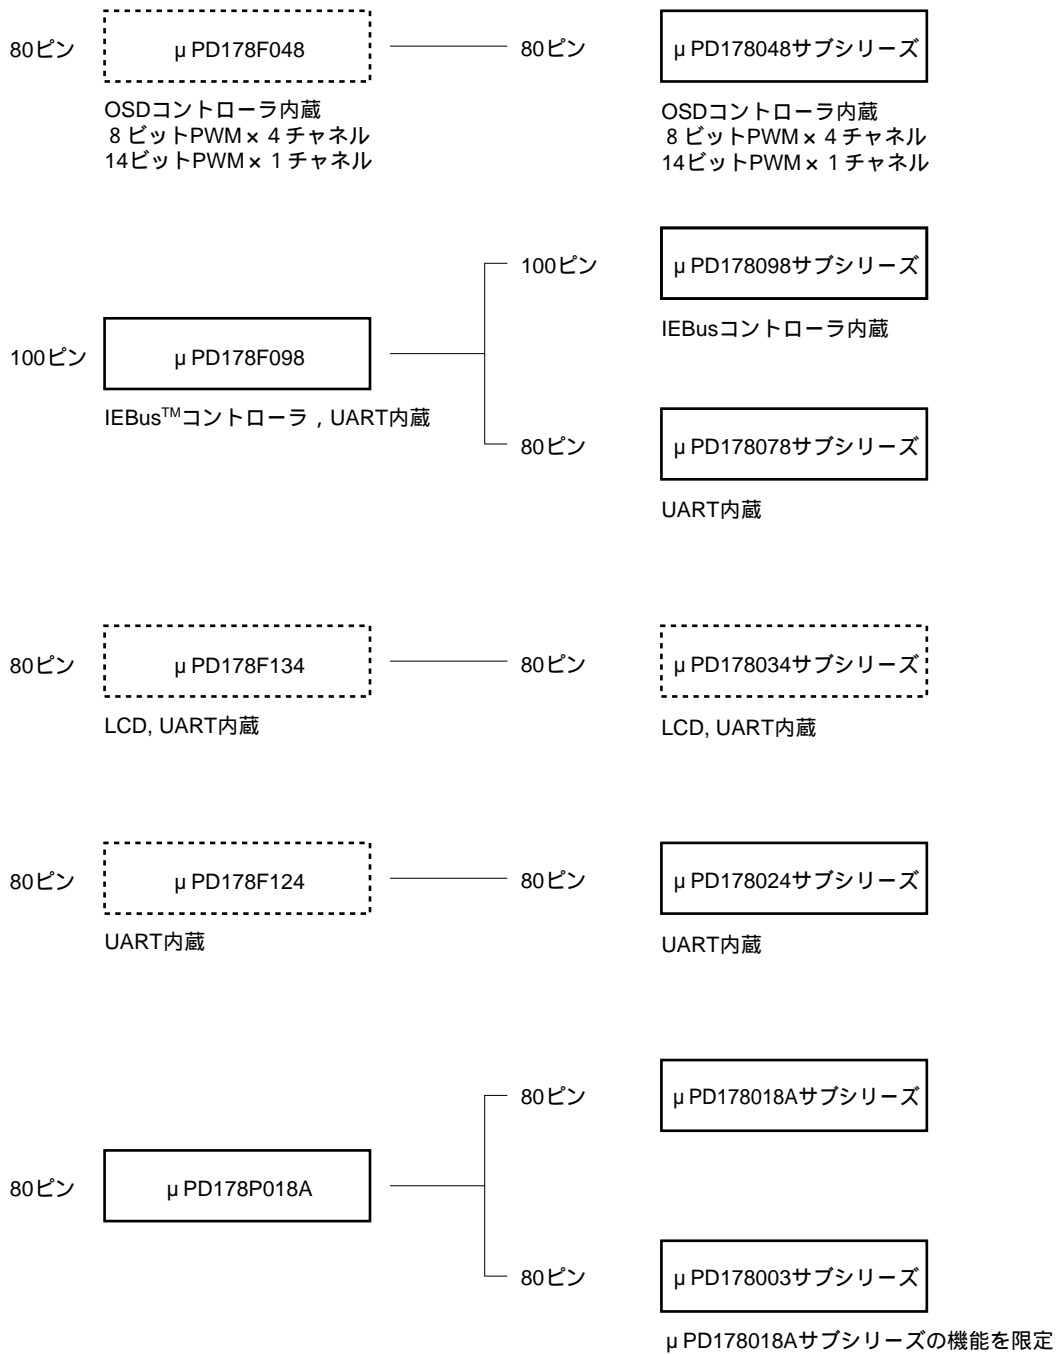 80ピン
μPD178F048
80ピン
μPD178048サブシリーズ
OSDコントローラ内蔵
8ビットPWM×4チャネル
14ビットPWM×1チャネル
OSDコントローラ内蔵
8ビットPWM×4チャネル
14ビットPWM×1チャネル
100ピン
μPD178098サブシリーズ
IEBusコントローラ内蔵
100ピン
μPD178F098
IEBus™コントローラ，UART内蔵
80ピン
μPD178078サブシリーズ
UART内蔵
80ピン
μPD178F134
80ピン
μPD178034サブシリーズ
LCD, UART内蔵
LCD, UART内蔵
80ピン
μPD178F124
80ピン
μPD178024サブシリーズ
UART内蔵
UART内蔵
80ピン
μPD178018Aサブシリーズ
80ピン
μPD178P018A
80ピン
μPD178003サブシリーズ
μPD178018Aサブシリーズの機能を限定